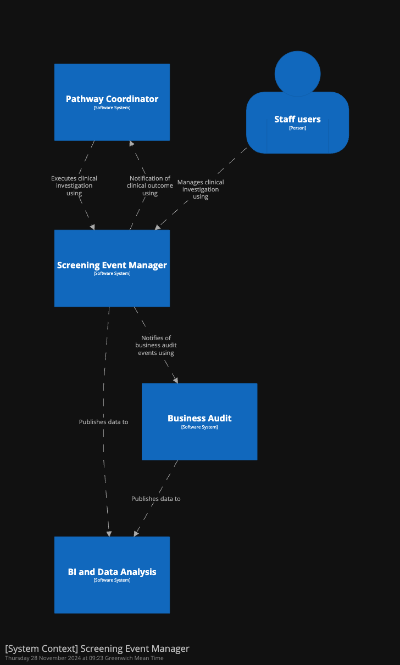 Pathway Coordinator
[Software System]
Staff users
[Person]
Executes clinical
investigation
using
Notification of
clinical outcome
using
Manages clinical
investigation
using
Screening Event Manager
[Software System]
Notifies of
business audit
events using
Business Audit
[Software System]
Publishes data to
Publishes data to
BI and Data Analysis
[Software System]
[System Context] Screening Event Manager
Thursday 28 November 2024 at 09:23 Greenwich Mean Time